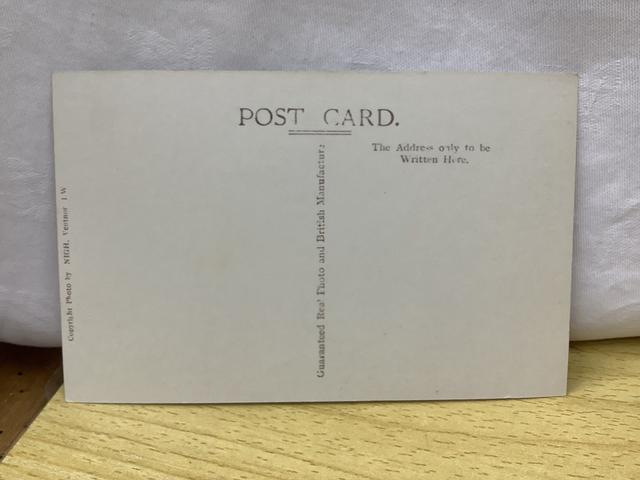 POST CARD.
The Address only to be
Written Here.
Guaranteed Real Photo and British Manufacture
Copyright Photo by NIGH, Ventnor I W